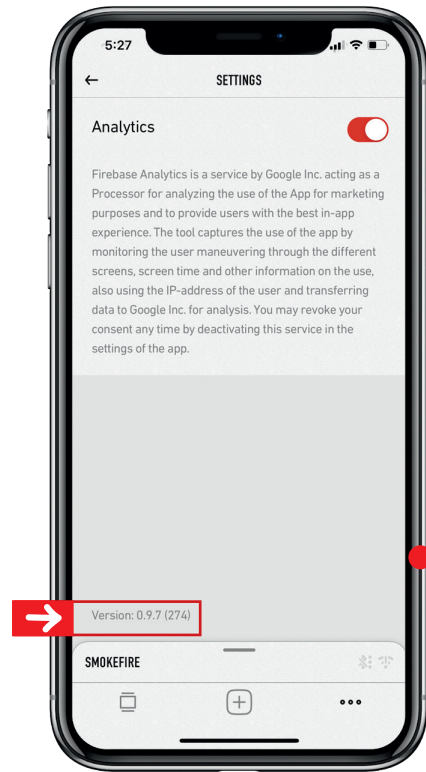 5:27
SETTINGS
Analytics
Firebase Analytics is a service by Google Inc. acting as a
Processor for analyzing the use of the App for marketing
purposes and to provide users with the best in-app
experience. The tool captures the use of the app by
monitoring the user maneuvering through the different
screens, screen time and other information on the use,
also using the IP-address of the user and transferring
data to Google Inc. for analysis. You may revoke your
consent any time by deactivating this service in the
settings of the app.
Version: 0.9.7 (274)
SMOKEFIRE